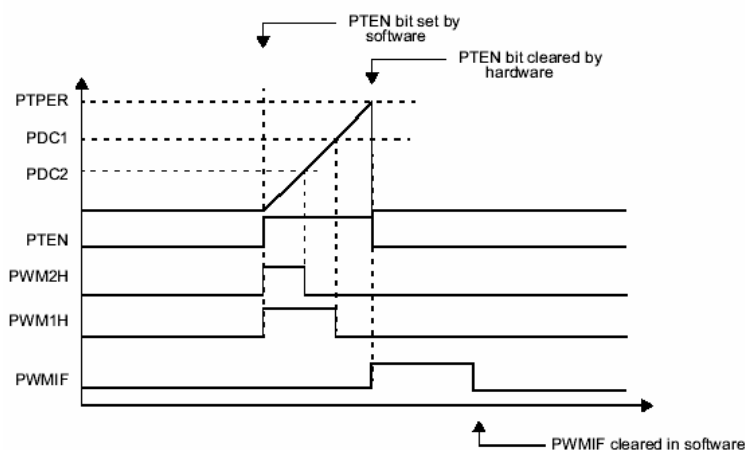 PTEN bit set by
software
PTEN bit cleared by
hardware
PTPER
PDC1
PDC2
PTEN
PWM2H
PWM1H
PWMIF
PWMIF cleared in software